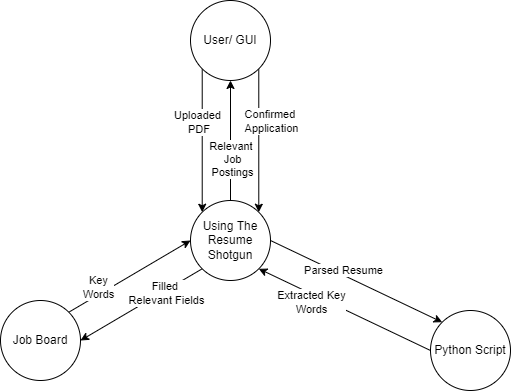 User/ GUI
Uploaded
PDF
Confirmed
Application
Relevant
Job
Postings
Using The
Resume
Shotgun
Key
Words
Filled
Relevant Fields
Parsed Resume
Extracted Key
Words
Job Board
Python Script